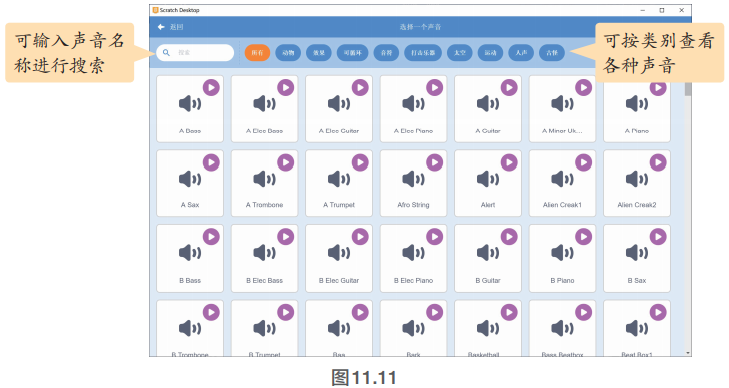 Scratch Desktop
返回
选择一个声音
可输入声音名
称进行搜索
搜索
所有 动物 效果 可循环 音符 打击乐器 太空 运动 人声 古怪
可按类别查看
各种声音
A Bass A Elec Bass A Elec Guitar A Elec Piano A Guitar A Minor Uk... A Piano
A Sax A Trombone A Trumpet Afro String Alert Alien Creak1 Alien Creak2
B Bass B Elec Bass B Elec Guitar B Elec Piano B Guitar B Piano B Sax
B Trombone B Trumpet Baa Bark Basketball Bass Beatbox Beat Box1
图11.11